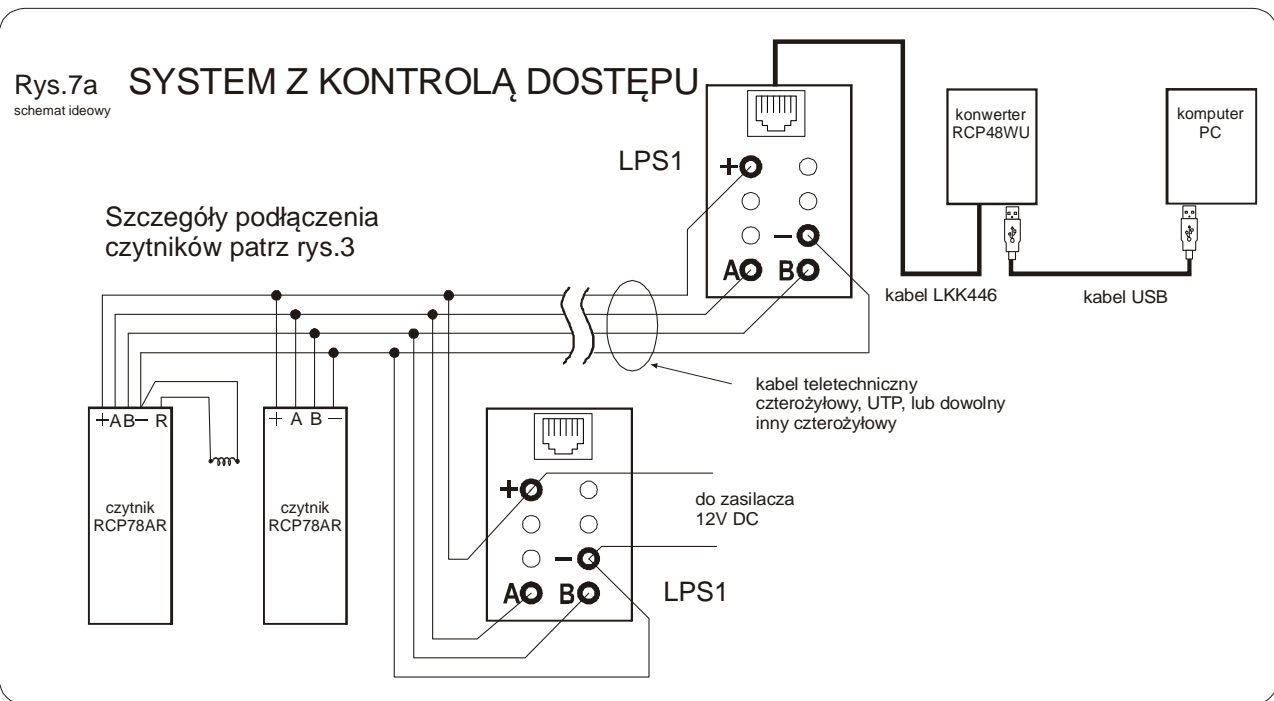 Rys.7a SYSTEM Z KONTROLĄ DOSTĘPU
schemat ideowy
LPS1
+
−
A B
konwerter
RCP48WU
komputer
PC
kabel LKK446
kabel USB
Szczegóły podłączenia
czytników patrz rys.3
kabel teletechniczny
czterożyłowy, UTP, lub dowolny
inny czterożyłowy
+AB− R
czytnik
RCP78AR
+ A B −
czytnik
RCP78AR
+
−
A B
do zasilacza
12V DC
LPS1